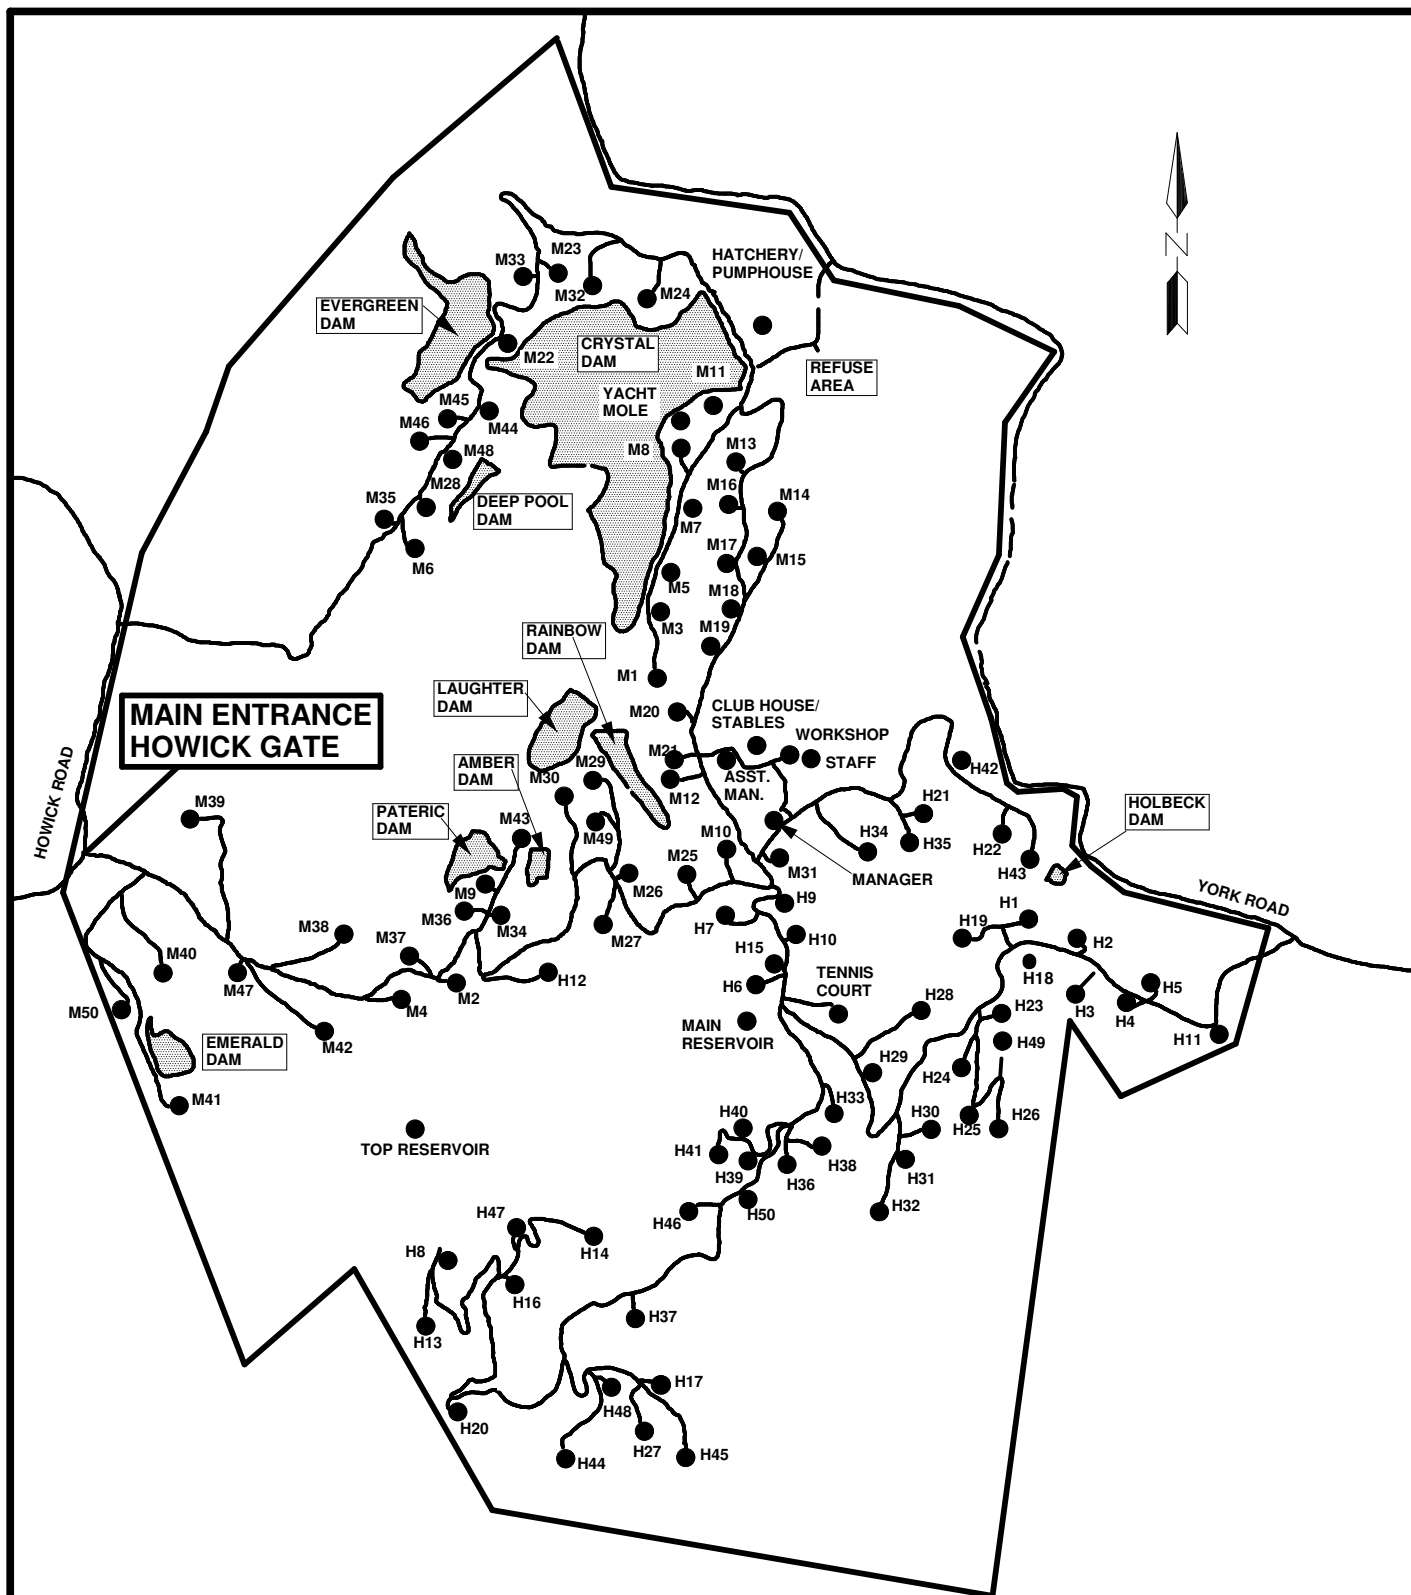 M23
M33
HATCHERY/
PUMPHOUSE
M32
M24
EVERGREEN
DAM
CRYSTAL
DAM
M22
REFUSE
AREA
M11
YACHT
MOLE
M45
M46
M44
M8
M13
M48
M28
M16
M14
M35
DEEP POOL
DAM
M7
M17
M15
M6
M5
M18
M3
M19
RAINBOW
DAM
M1
LAUGHTER
DAM
MAIN ENTRANCE
HOWICK GATE
M20
CLUB HOUSE/
STABLES
WORKSHOP
STAFF
M21
ASST.
MAN.
M12
AMBER
DAM
M30
M29
H42
HOWICK ROAD
M39
PATERIC
DAM
M43
M49
M10
H21
H34
H35
H22
H43
HOLBECK
DAM
M31
MANAGER
M25
M9
M26
M36
M34
M27
H7
H9
H10
YORK ROAD
H1
H19
H2
M38
M37
M40
M47
M2
M4
H12
H15
H6
TENNIS
COURT
H18
H3
H5
H4
H11
M50
EMERALD
DAM
M42
MAIN
RESERVOIR
H28
H23
H49
H29
H24
M41
TOP RESERVOIR
H33
H40
H41
H39
H36
H38
H30
H25
H26
H31
H32
H46
H50
H47
H14
H8
H16
H13
H37
H17
H48
H20
H27
H44
H45
N